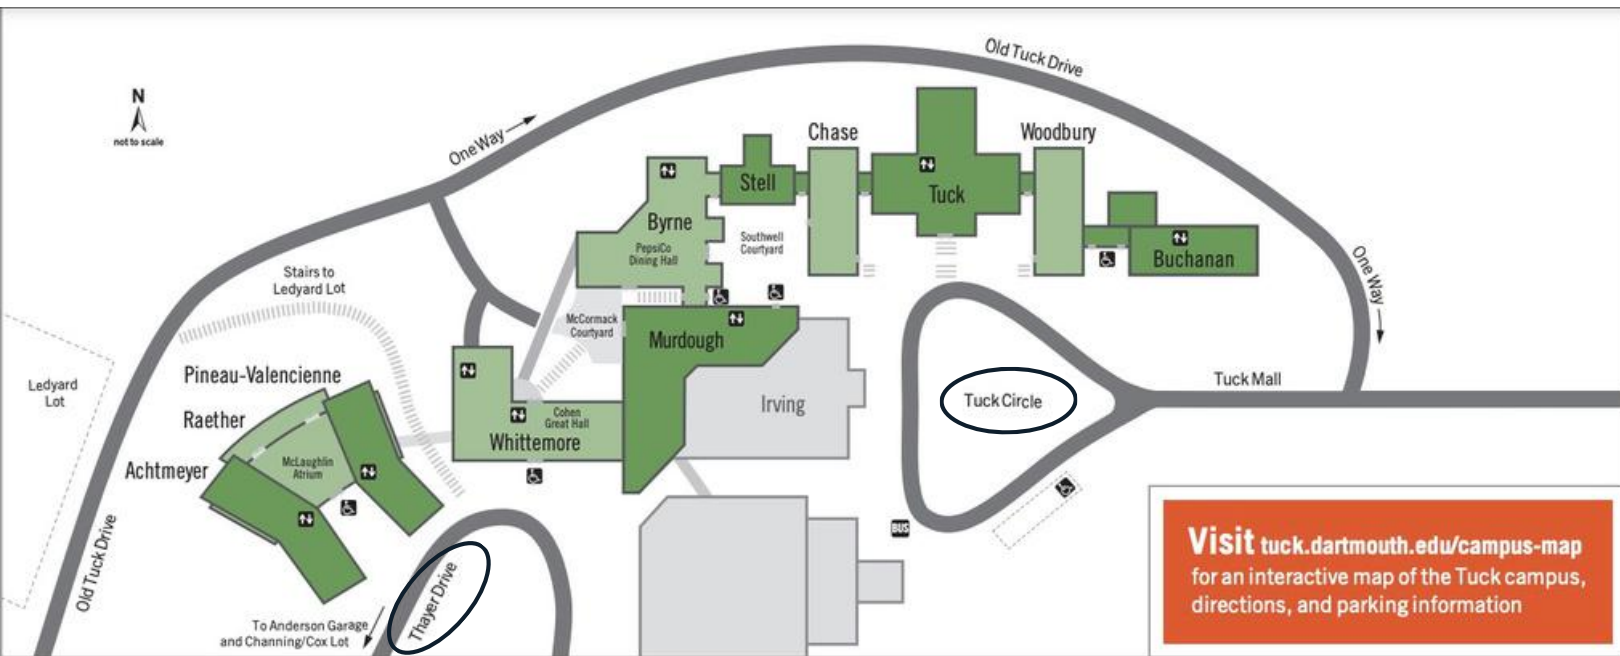 Old Tuck Drive
N
not to scale
One Way
Chase
Woodbury
Stell
Tuck
Byrne
PepsiCo
Dining Hall
Southwell
Courtyard
Buchanan
One Way
Stairs to
Ledyard Lot
McCormack
Courtyard
Murdough
Ledyard
Lot
Pineau-Valencienne
Raether
Achtmeyer
McLaughlin
Atrium
Cohen
Great Hall
Whittemore
Irving
Tuck Circle
Tuck Mall
BUS
Old Tuck Drive
Thayer Drive
To Anderson Garage
and Channing/Cox Lot
Visit tuck.dartmouth.edu/campus-map
for an interactive map of the Tuck campus,
directions, and parking information